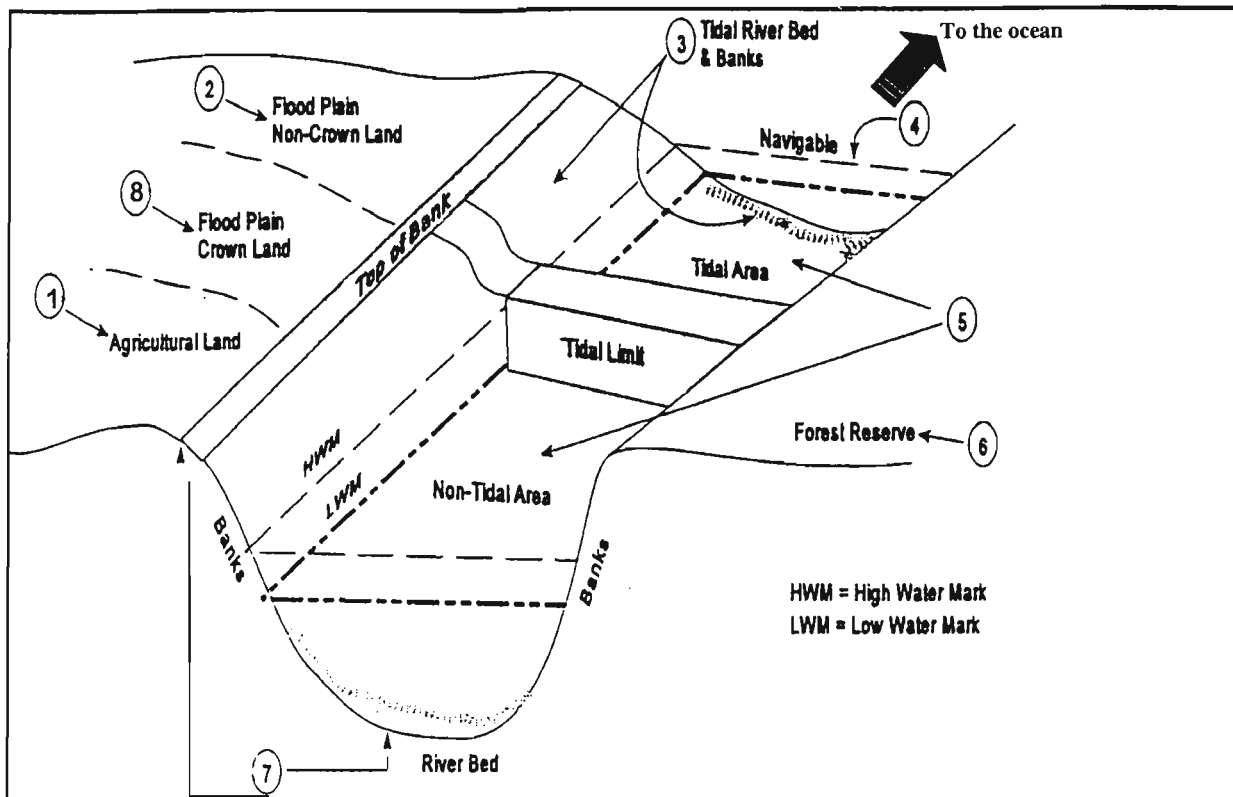 To the ocean
3
Tidal River Bed
& Banks
2
Flood Plain
Non-Crown Land
4
Navigable
8
Flood Plain
Crown Land
Top of Bank
1
Agricultural Land
Tidal Area
5
Tidal Limit
Forest Reserve
6
HWM
LWM
Non-Tidal Area
Banks
Banks
HWM = High Water Mark
LWM = Low Water Mark
7
River Bed